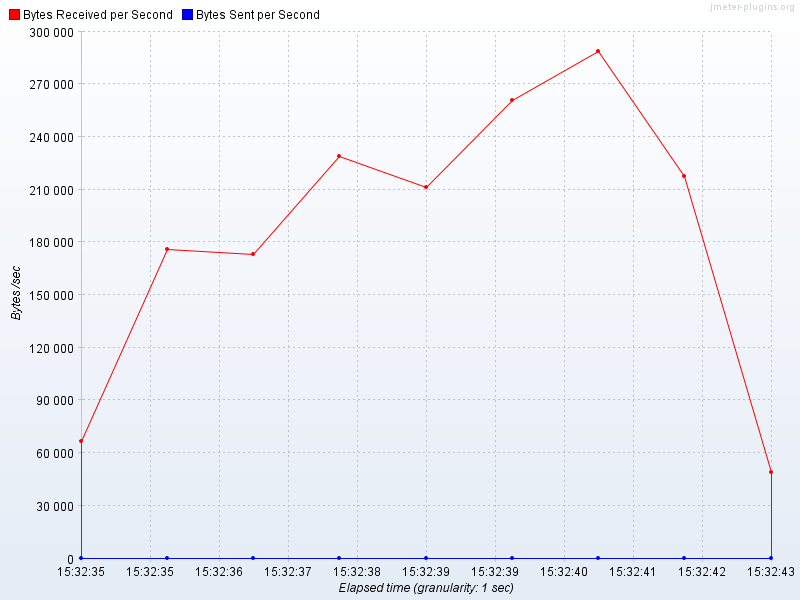 jmeter-plugins.org
Bytes Received per Second Bytes Sent per Second
300 000
270 000
240 000
210 000
180 000
150 000
120 000
90 000
60 000
30 000
0
Bytes /sec
15:32:35 15:32:35 15:32:36 15:32:37 15:32:38 15:32:39 15:32:39 15:32:40 15:32:41 15:32:42 15:32:43
Elapsed time (granularity: 1 sec)